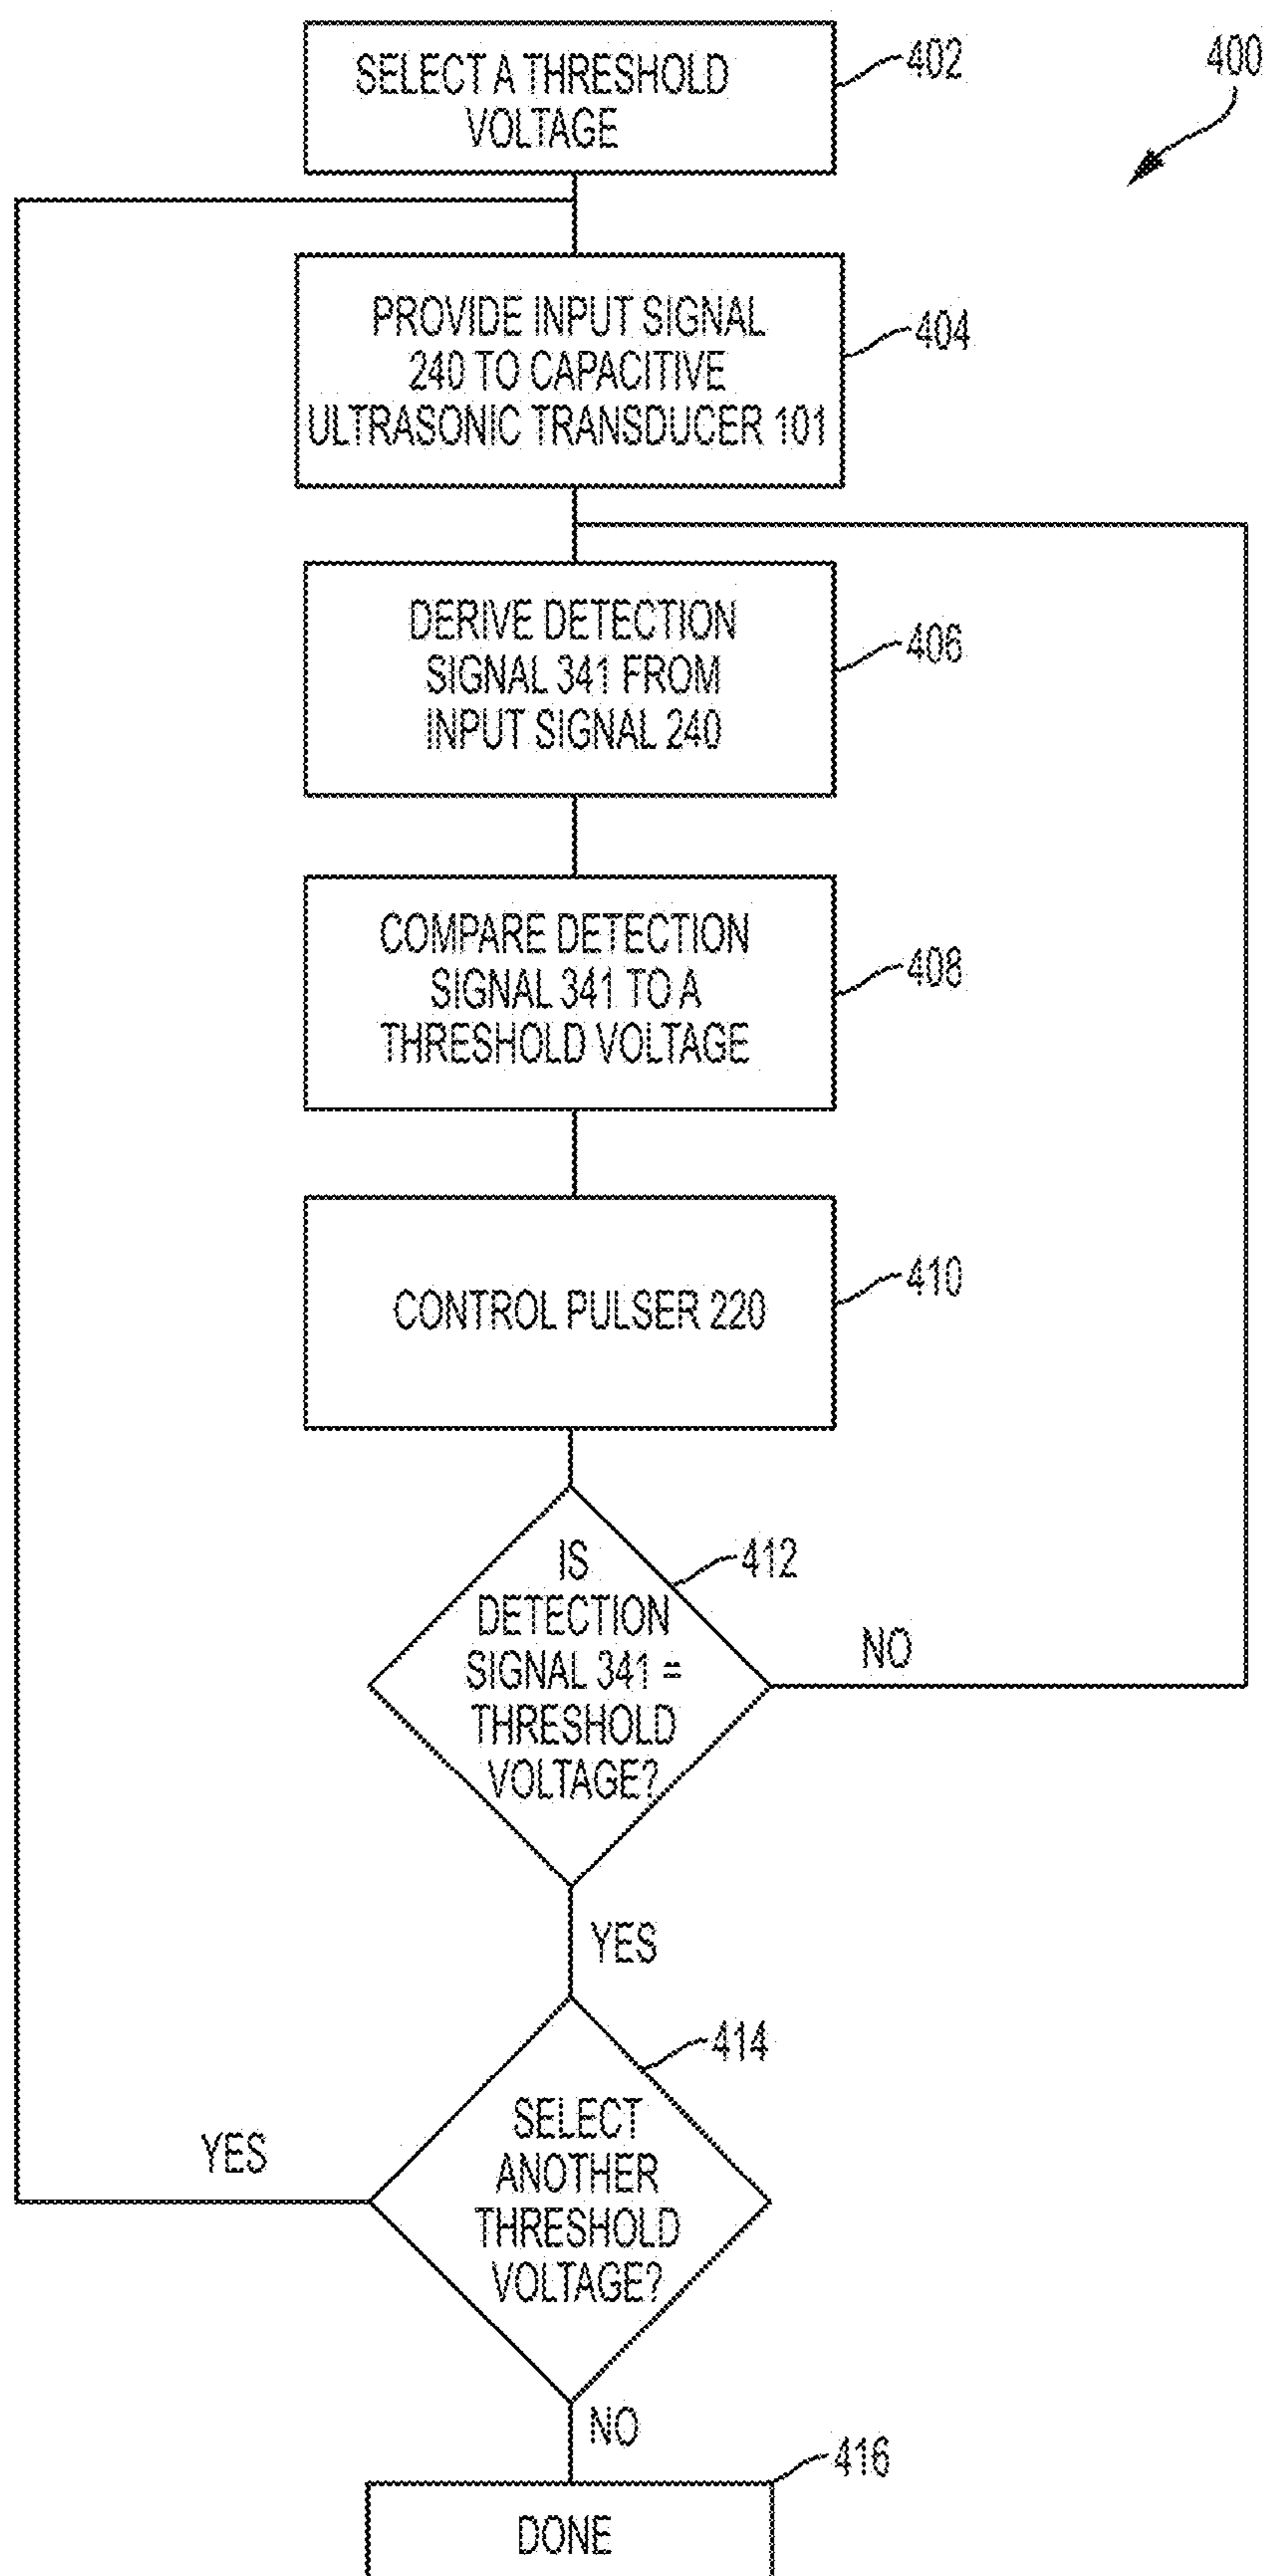 SELECT A THRESHOLD
VOLTAGE
402
400
PROVIDE INPUT SIGNAL
240 TO CAPACITIVE
ULTRASONIC TRANSDUCER 101
404
DERIVE DETECTION
SIGNAL 341 FROM
INPUT SIGNAL 240
406
COMPARE DETECTION
SIGNAL 341 TO A
THRESHOLD VOLTAGE
408
CONTROL PULSER 220
410
IS
DETECTION
SIGNAL 341 =
THRESHOLD
VOLTAGE?
412
NO
YES
SELECT
ANOTHER
THRESHOLD
VOLTAGE?
414
YES
NO
DONE
416